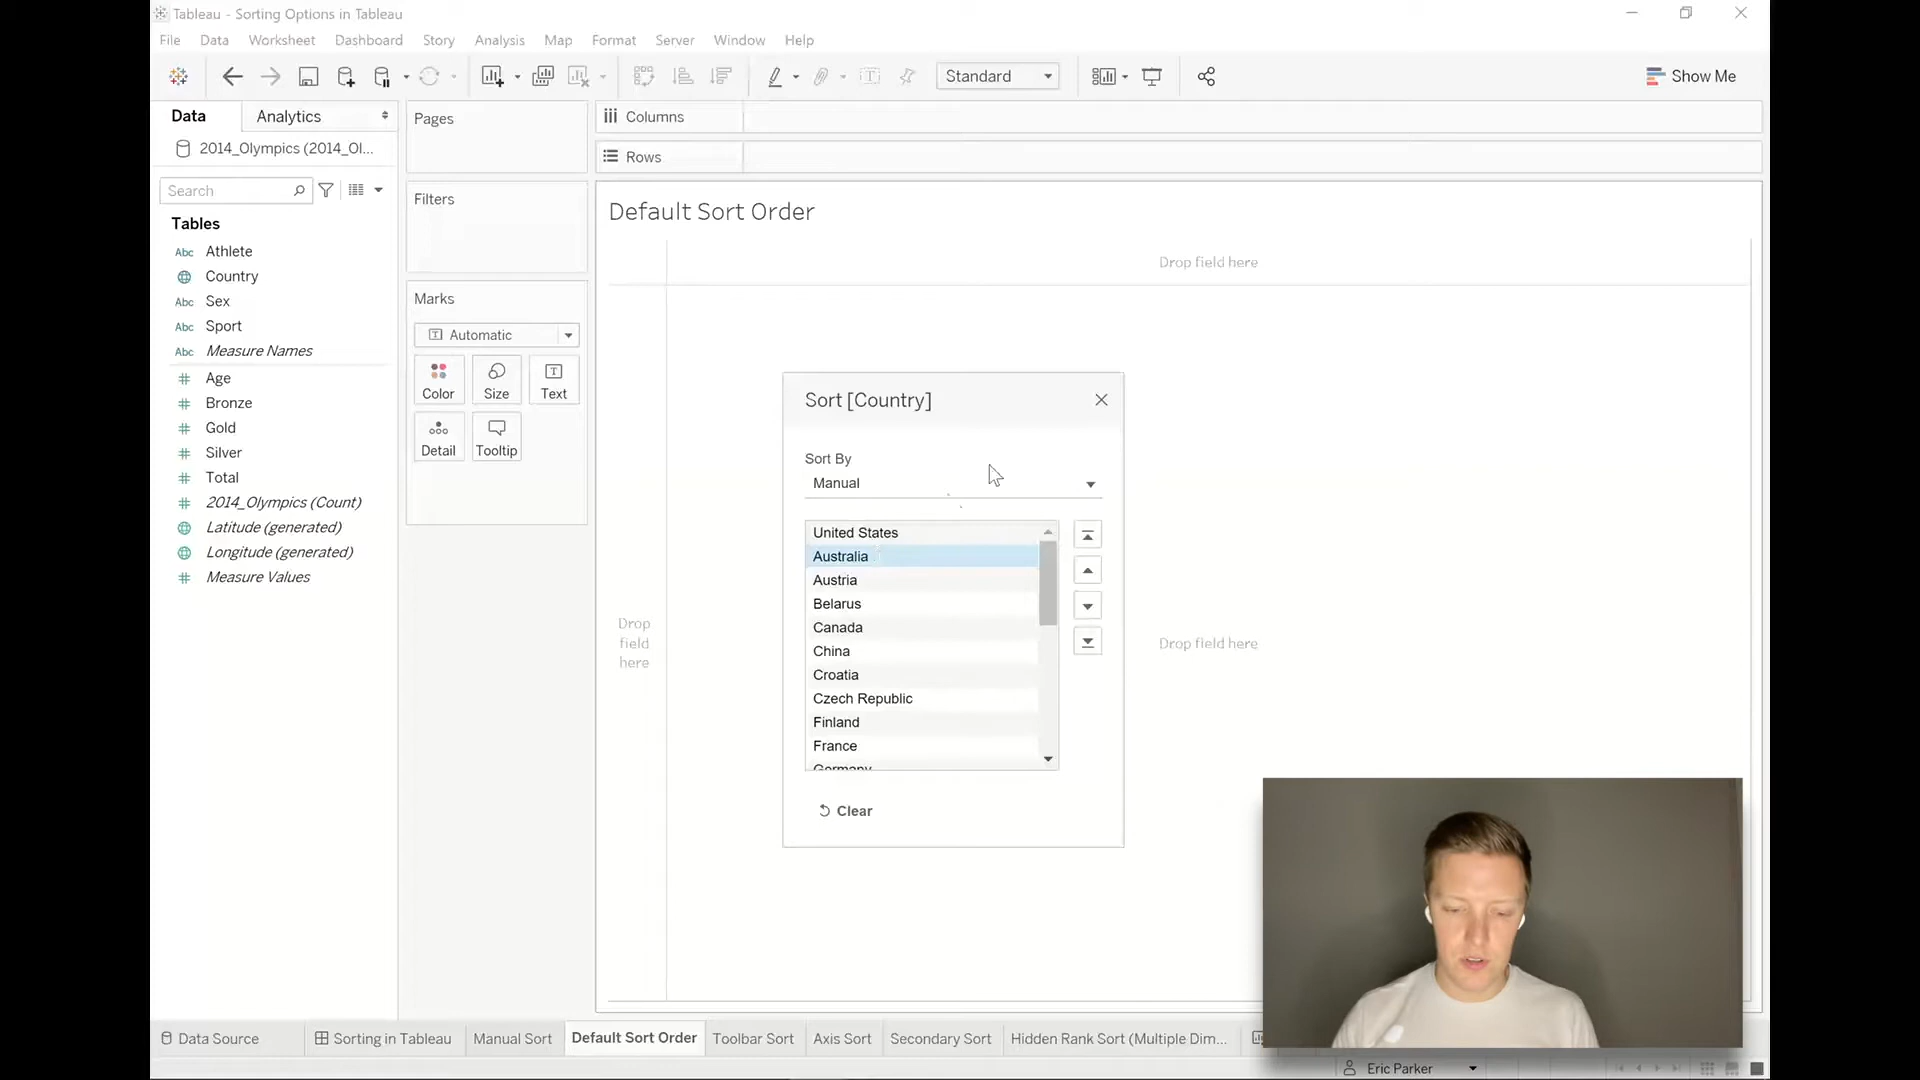 Tableau - Sorting Options in Tableau
File Data Worksheet Dashboard Story Analysis Map Format Server Window Help
Standard
Show Me
Data
Analytics
2014_Olympics (2014_Ol...
Search
Tables
Abc Athlete
Country
Abc Sex
Abc Sport
Abc Measure Names
Age
Bronze
Gold
Silver
Total
2014_Olympics (Count)
Latitude (generated)
Longitude (generated)
Measure Values
Pages
Filters
Marks
Automatic
Color
Size
Text
Detail
Tooltip
Columns
Rows
Default Sort Order
Drop field here
Drop
field
here
Drop field here
Sort [Country]
Sort By
Manual
United States
Australia
Austria
Belarus
Canada
China
Croatia
Czech Republic
Finland
France
Germany
Clear
Data Source
Sorting in Tableau
Manual Sort
Default Sort Order
Toolbar Sort
Axis Sort
Secondary Sort
Hidden Rank Sort (Multiple Dim...
Eric Parker